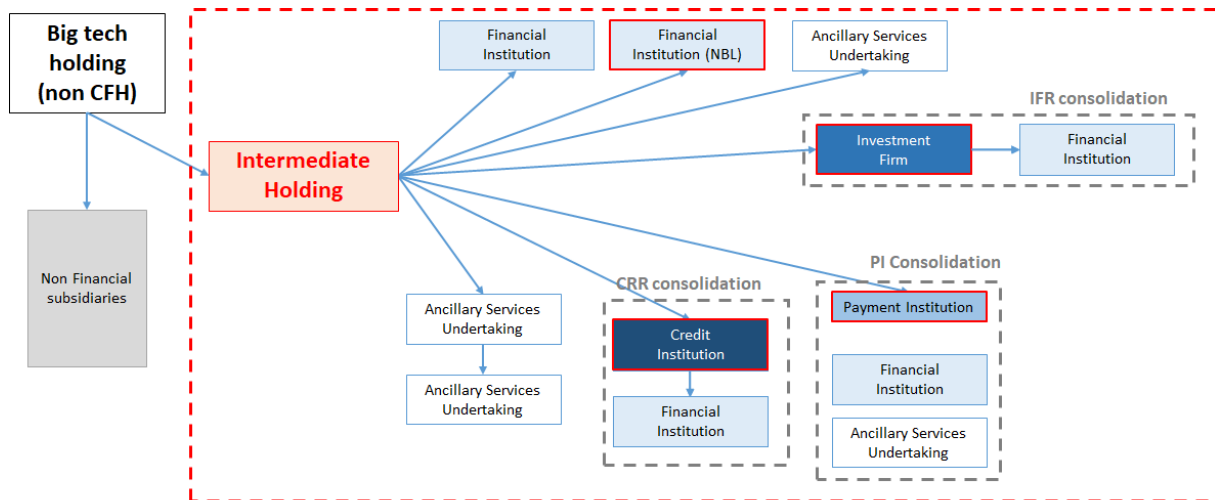 Big tech
holding
(non CFH)
Non Financial
subsidiaries
Intermediate
Holding
Financial
Institution
Financial
Institution (NBL)
Ancillary Services
Undertaking
IFR consolidation
Investment
Firm
Financial
Institution
Ancillary Services
Undertaking
Ancillary Services
Undertaking
CRR consolidation
Credit
Institution
Financial
Institution
PI Consolidation
Payment Institution
Financial
Institution
Ancillary Services
Undertaking